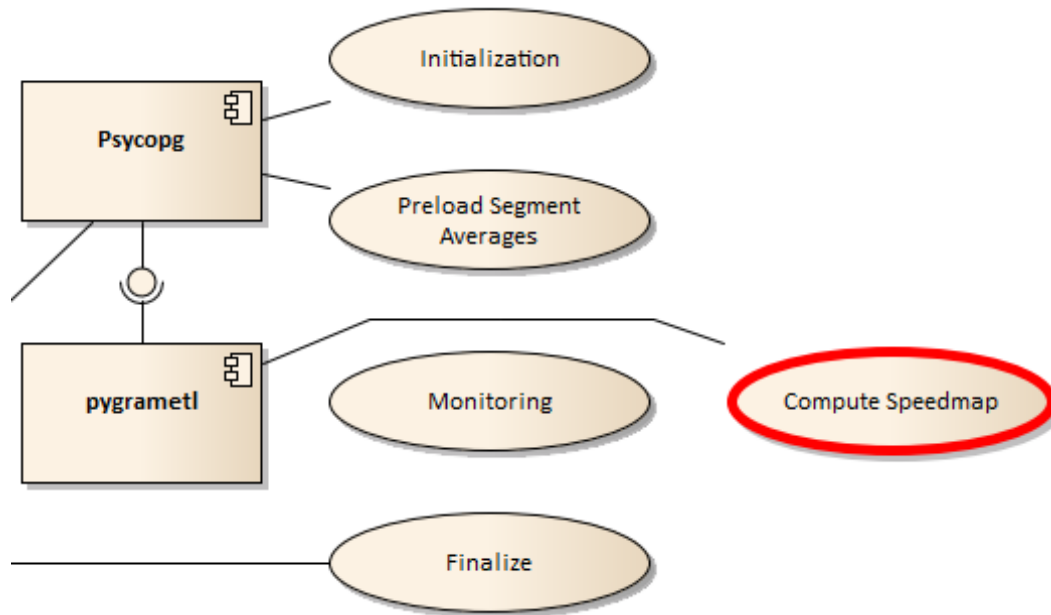 Initialization
Psycopg
Preload Segment
Averages
pygrametl
Monitoring
Compute Speedmap
Finalize